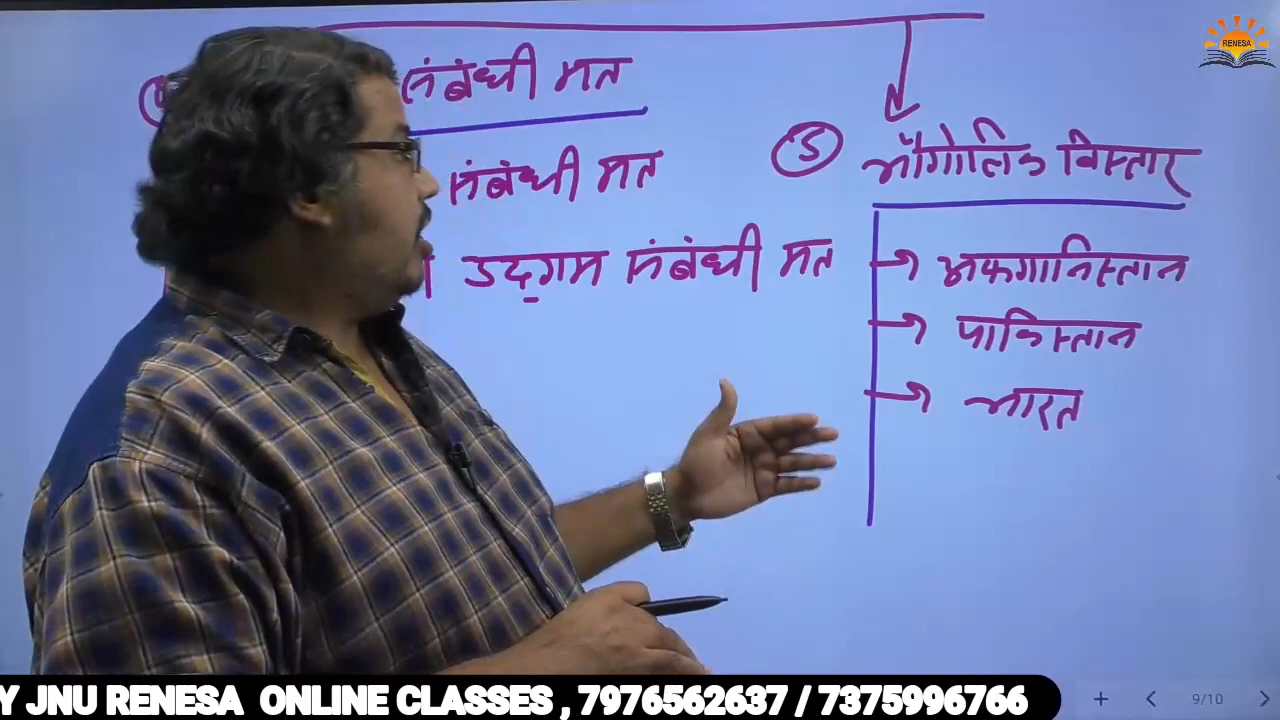 संबंधी मत
संबंधी मत
उद्गम संबंधी मत
5
भौगोलिक विस्तार
अफगानिस्तान
पाकिस्तान
भारत
RENESA
Y JNU RENESA ONLINE CLASSES , 7976562637 / 7375996766
9/10